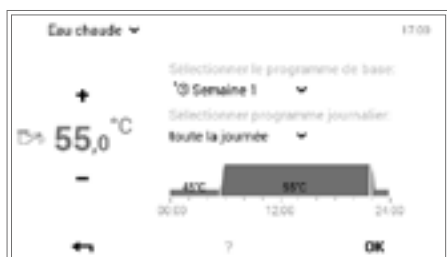 Eau chaude
17:00
Sélectionner le programme de base:
Semaine 1
Sélectionner programme journalier:
toute la journée
+
55,0 °C
−
45°C
55°C
00:00 12:00 24:00
?
OK